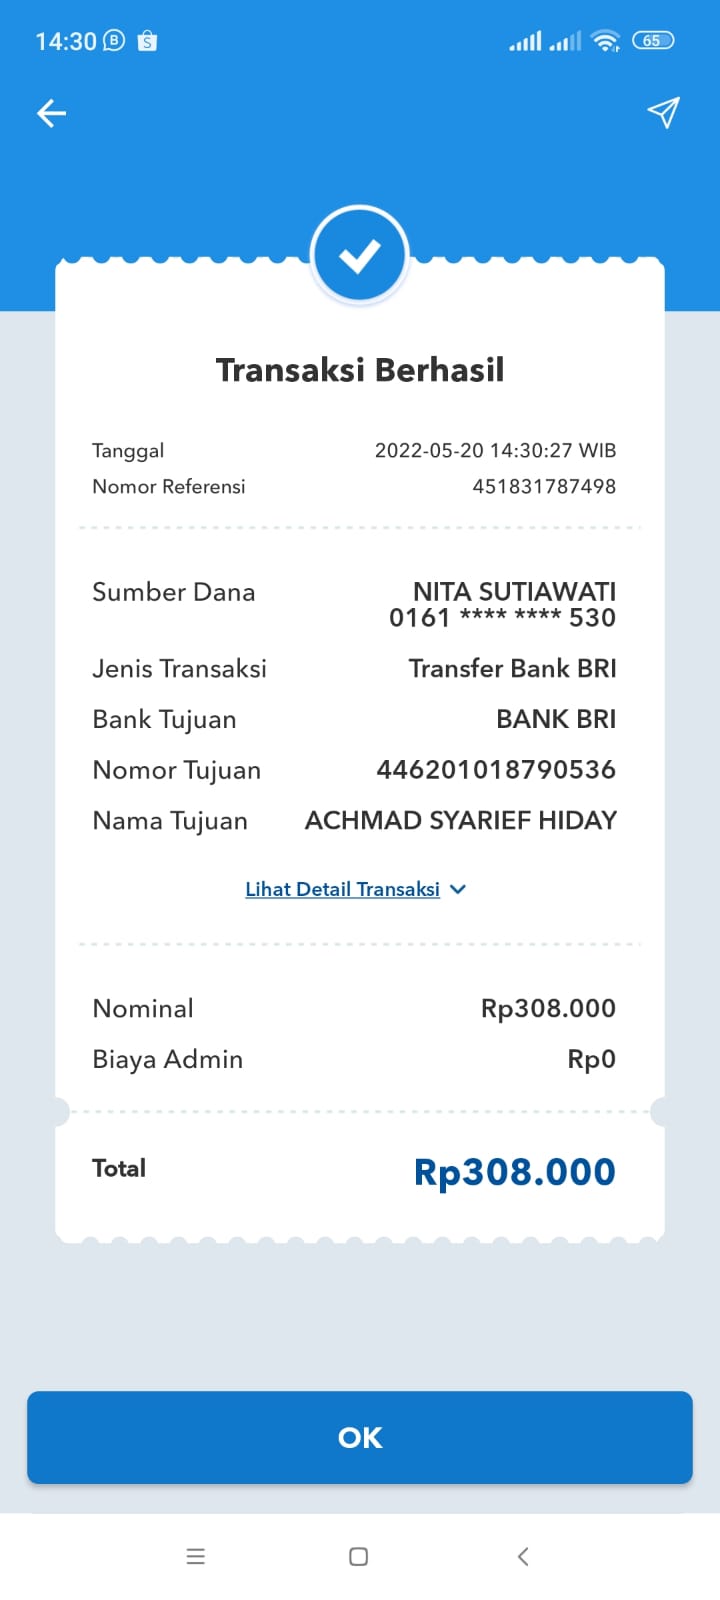 14:30
65
Transaksi Berhasil
Tanggal 2022-05-20 14:30:27 WIB
Nomor Referensi 451831787498
Sumber Dana NITA SUTIAWATI
0161 **** **** 530
Jenis Transaksi Transfer Bank BRI
Bank Tujuan BANK BRI
Nomor Tujuan 446201018790536
Nama Tujuan ACHMAD SYARIEF HIDAY
Lihat Detail Transaksi
Nominal Rp308.000
Biaya Admin Rp0
Total Rp308.000
OK